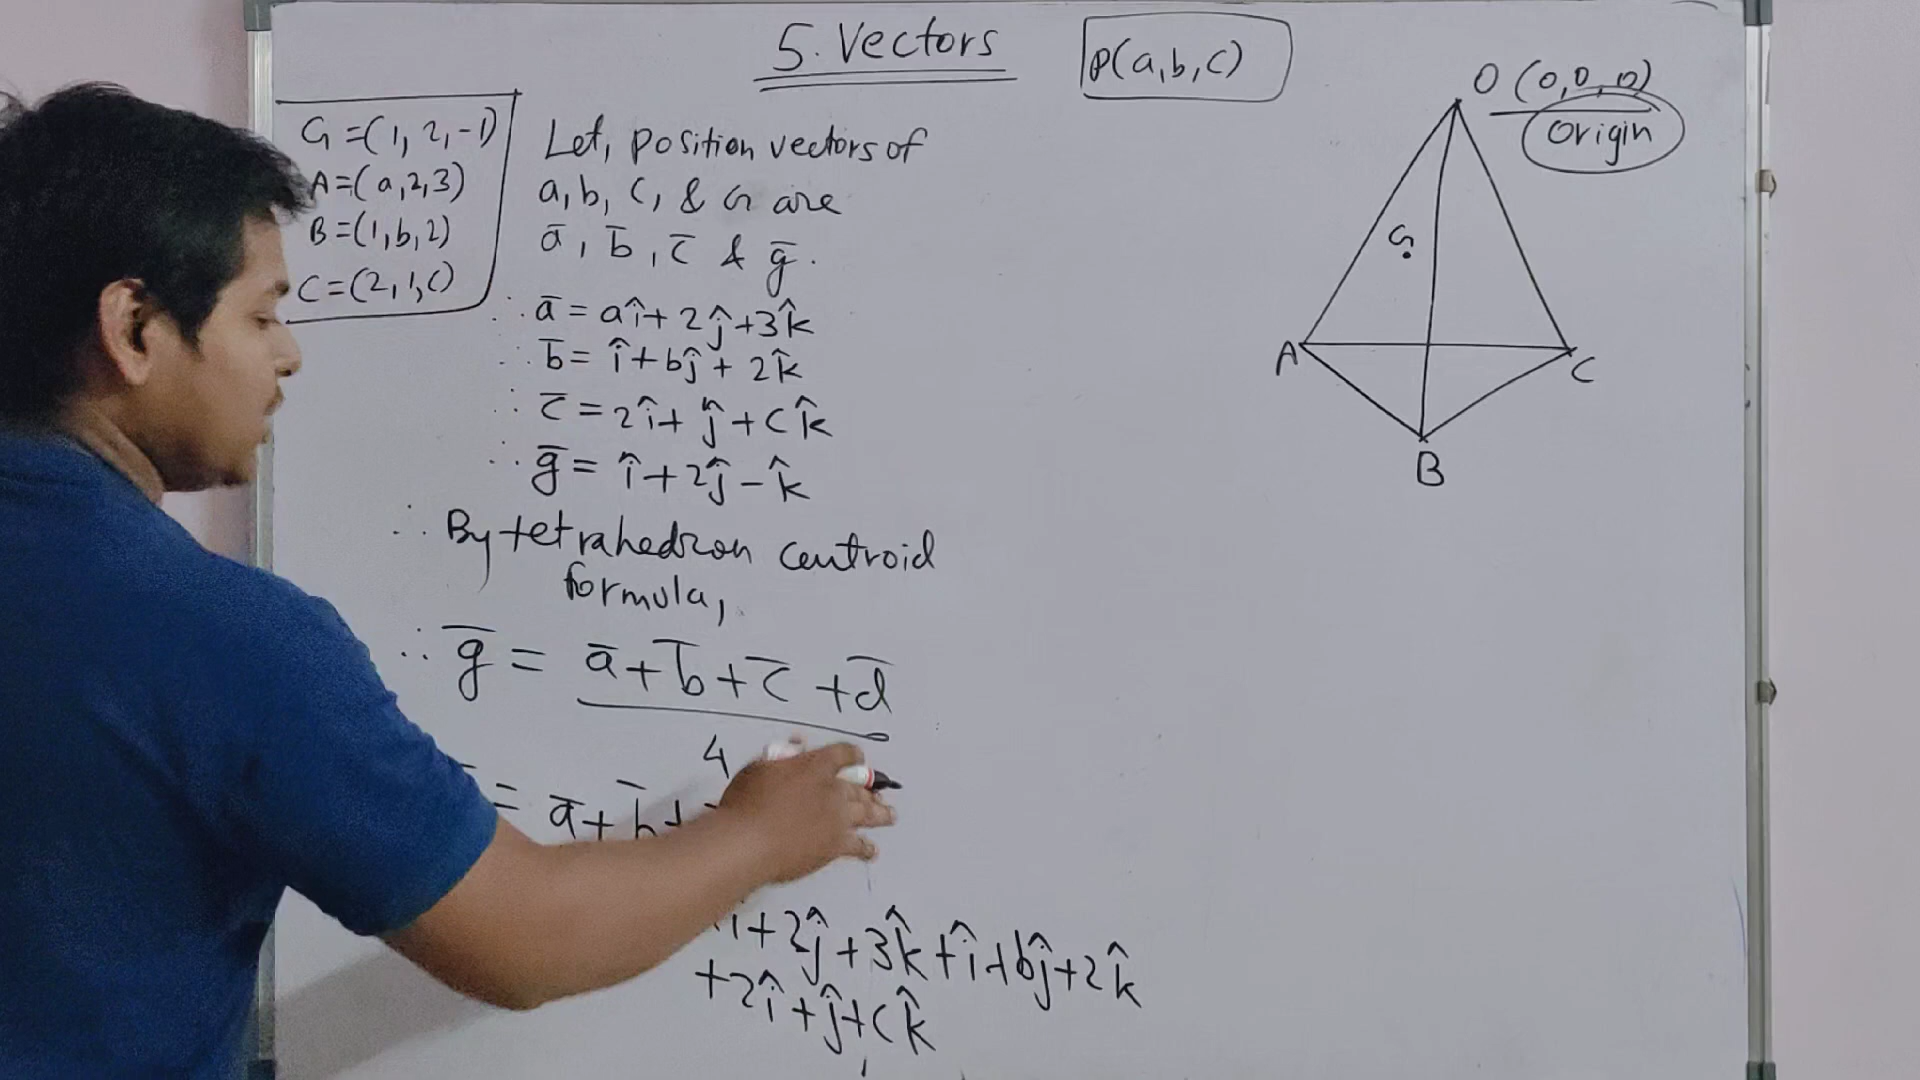 5. Vectors
P(a,b,c)
G=(1, 2, -1)
A=(a,2,3)
B=(1,b,2)
C=(2,1,c)
Let, position vectors of
a, b, c, & G are
a̅, b̅, c̅ & g̅.
∴ a̅ = aî + 2ĵ + 3k̂
∴ b̅ = î + bĵ + 2k̂
∴ c̅ = 2î + ĵ + ck̂
∴ g̅ = î + 2ĵ - k̂
∴ By tetrahedron centroid
formula,
∴ g̅ = a̅ + b̅ + c̅ + d̅
4
= a̅ + b̅ +
î + 2ĵ + 3k̂ + î + bĵ + 2k̂
+ 2î + ĵ + ck̂
O (0,0,0)
Origin
G
A
C
B